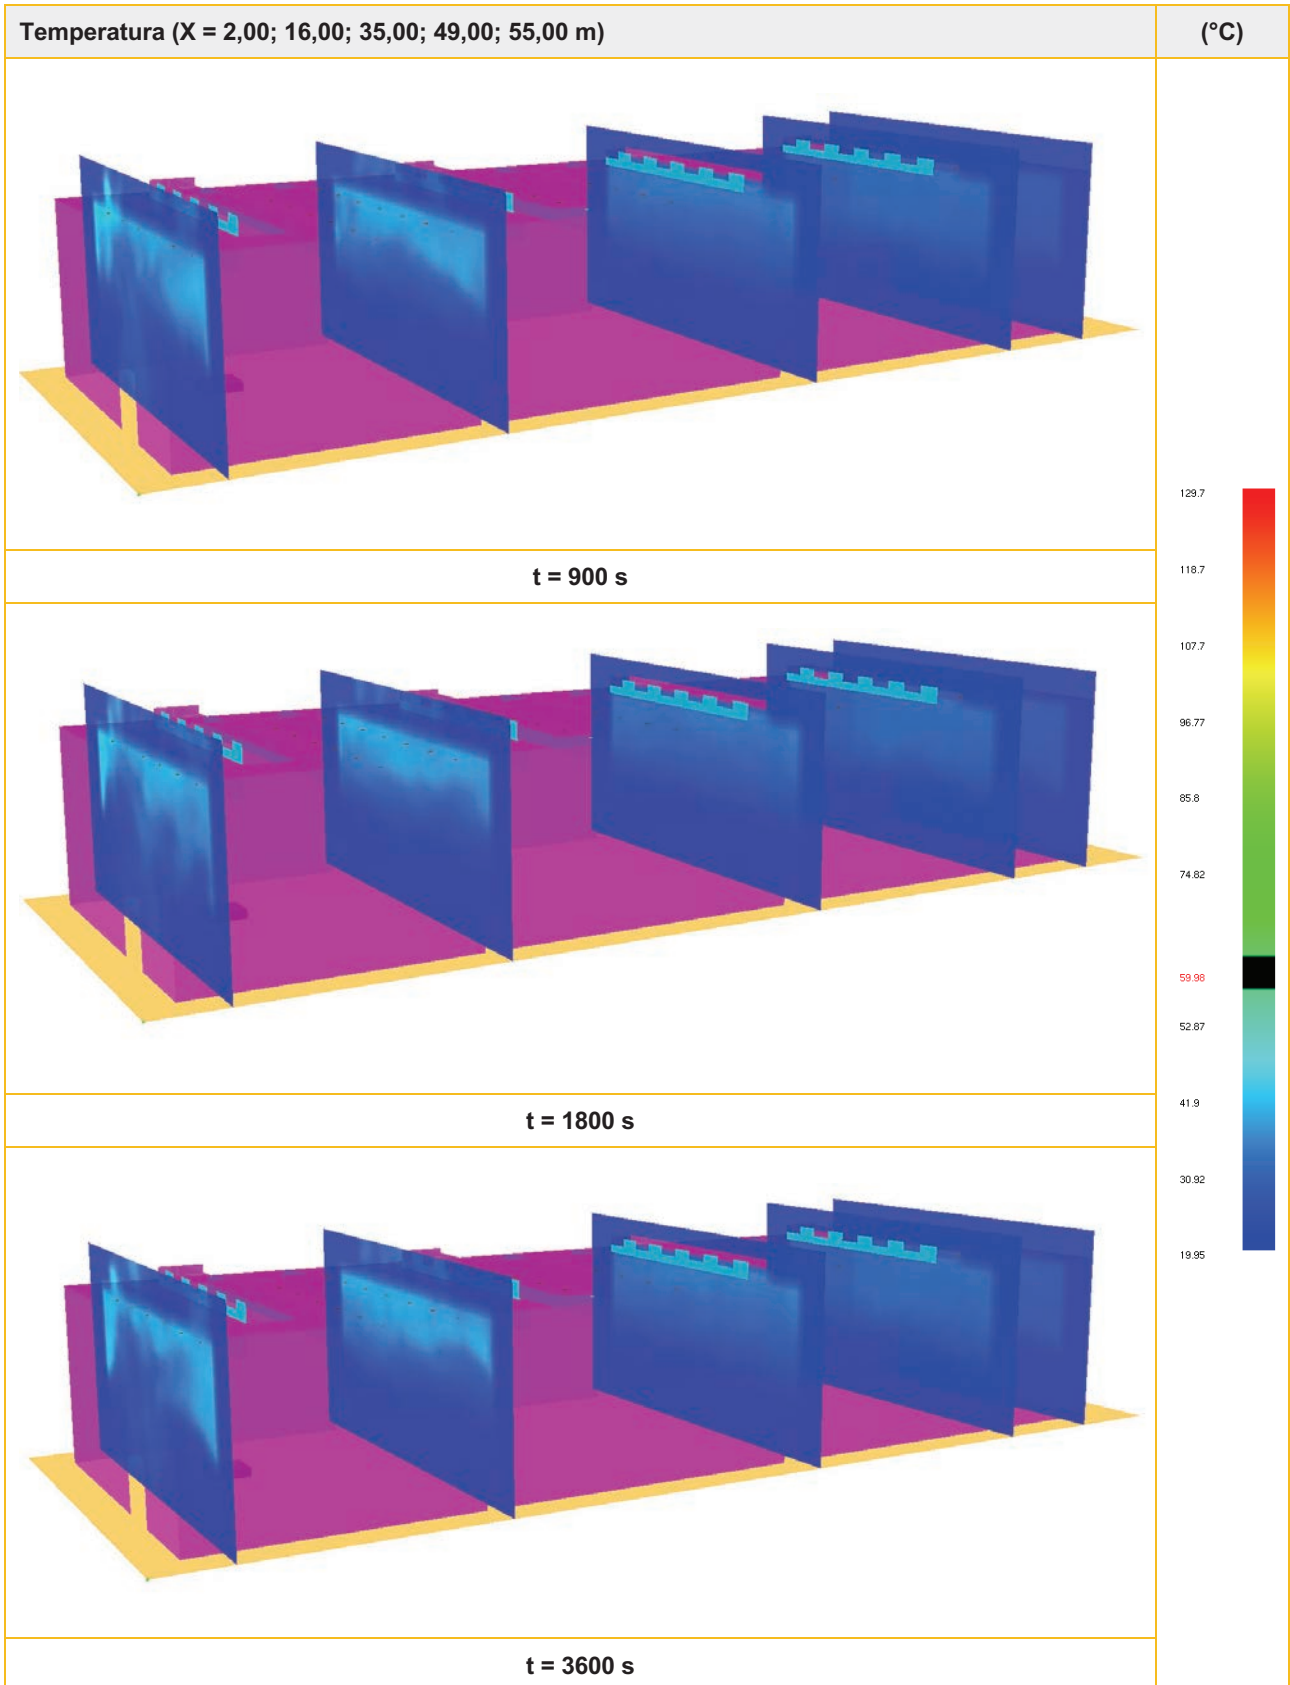 Temperatura (X = 2,00; 16,00; 35,00; 49,00; 55,00 m)
(°C)
t = 900 s
t = 1800 s
t = 3600 s
129.7
118.7
107.7
96.77
85.8
74.82
59.98
52.87
41.9
30.92
19.95